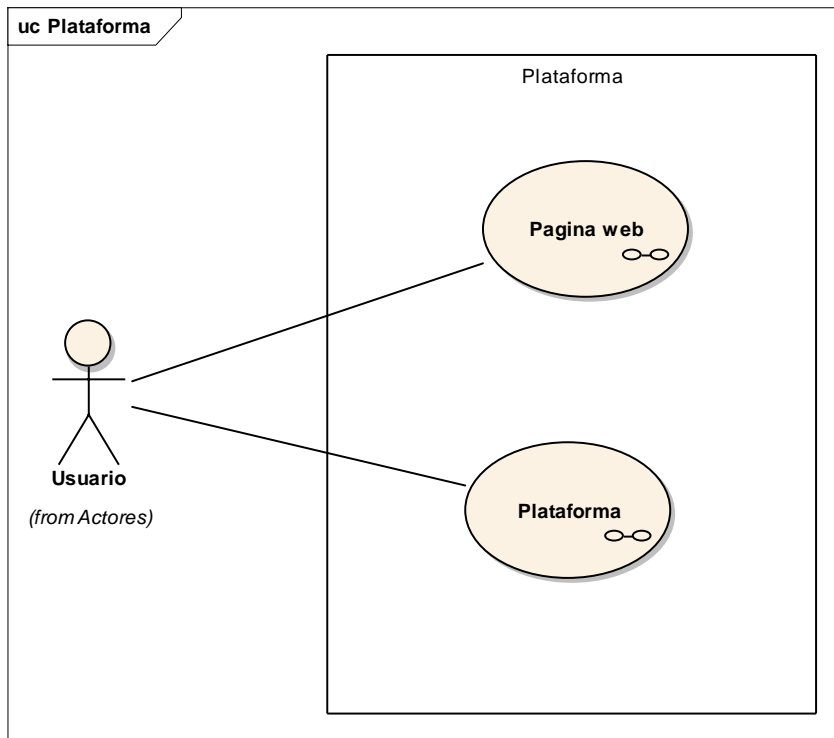 uc Plataforma
Plataforma
Pagina web
Plataforma
Usuario
(from Actores)